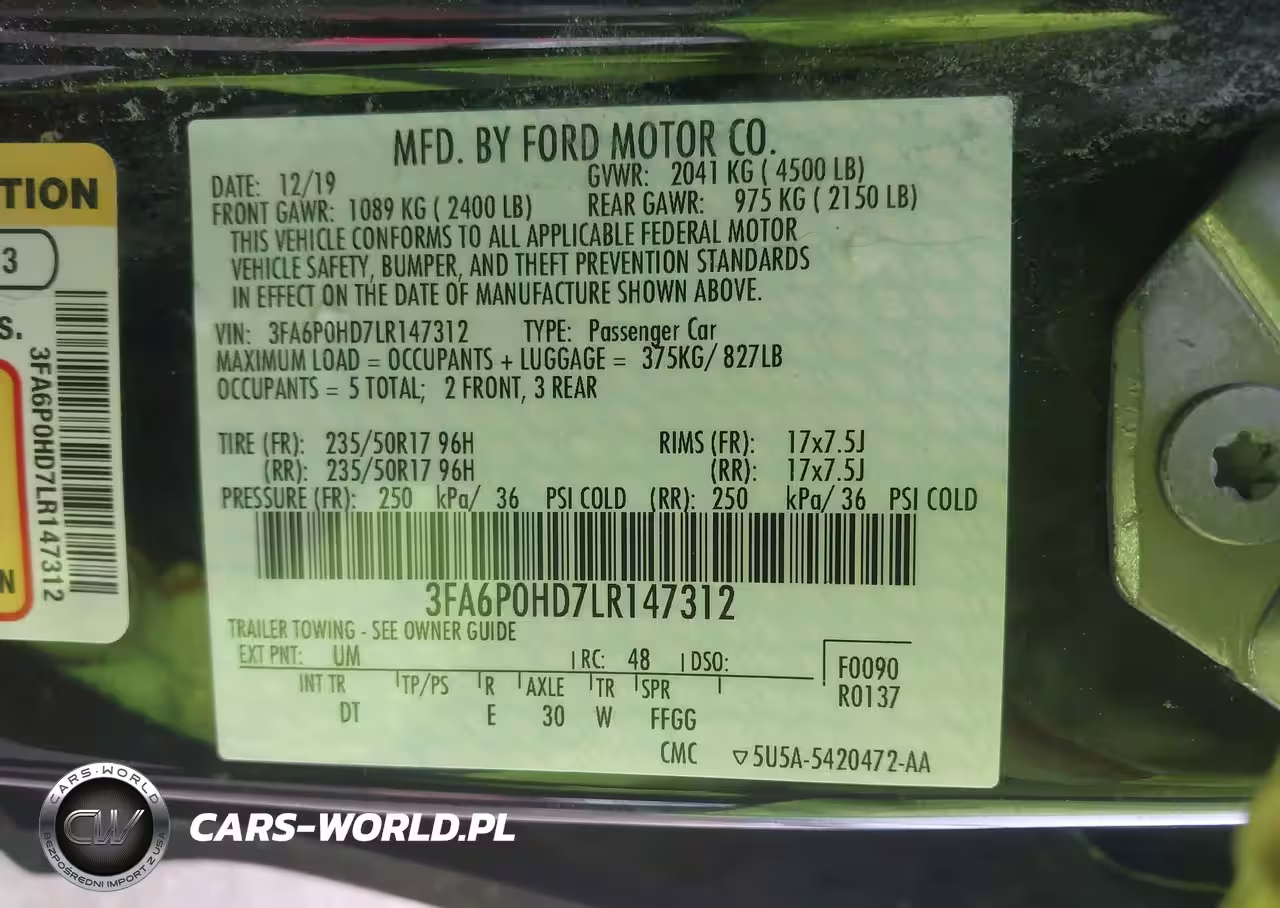 MFD. BY FORD MOTOR CO.
DATE: 12/19 GVWR: 2041 KG ( 4500 LB)
FRONT GAWR: 1089 KG ( 2400 LB) REAR GAWR: 975 KG ( 2150 LB)
THIS VEHICLE CONFORMS TO ALL APPLICABLE FEDERAL MOTOR
VEHICLE SAFETY, BUMPER, AND THEFT PREVENTION STANDARDS
IN EFFECT ON THE DATE OF MANUFACTURE SHOWN ABOVE.
VIN: 3FA6P0HD7LR147312 TYPE: Passenger Car
MAXIMUM LOAD = OCCUPANTS + LUGGAGE = 375KG/ 827LB
OCCUPANTS = 5 TOTAL; 2 FRONT, 3 REAR
TIRE (FR): 235/50R17 96H RIMS (FR): 17x7.5J
(RR): 235/50R17 96H (RR): 17x7.5J
PRESSURE (FR): 250 kPa/ 36 PSI COLD (RR): 250 kPa/ 36 PSI COLD
3FA6P0HD7LR147312
TRAILER TOWING - SEE OWNER GUIDE
EXT PNT: UM RC: 48 DSO:
INT TR TP/PS R AXLE TR SPR
DT E 30 W FFGG
F0090
R0137
CMC ▽5U5A-5420472-AA
TION
3
S.
3FA6P0HD7LR147312
N
CARS-WORLD
CW
BEZPOŚREDNI IMPORT Z USA
CARS-WORLD.PL